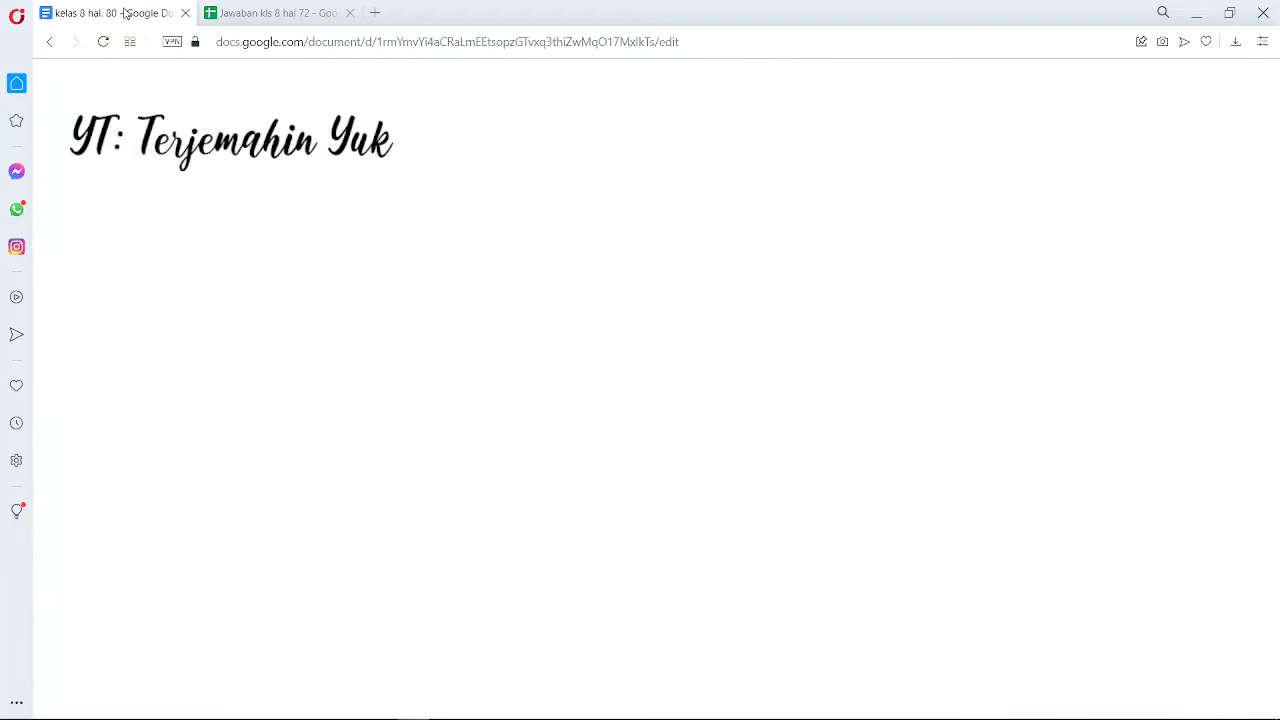 kelas 8 hal. 80 - Google Do
Jawaban kls 8 hal 72 - Goo
VPN
docs.google.com/document/d/1rmYmvYi4aCRaLmEEtsopzGTvxq3thiZwMqO17MxlkTs/edit
YT: Terjemahin Yuk